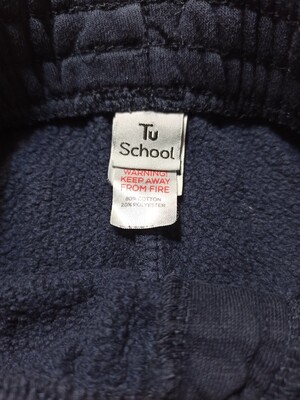 Tu
School
WARNING!
KEEP AWAY
FROM FIRE
80% COTTON
20% POLYESTER